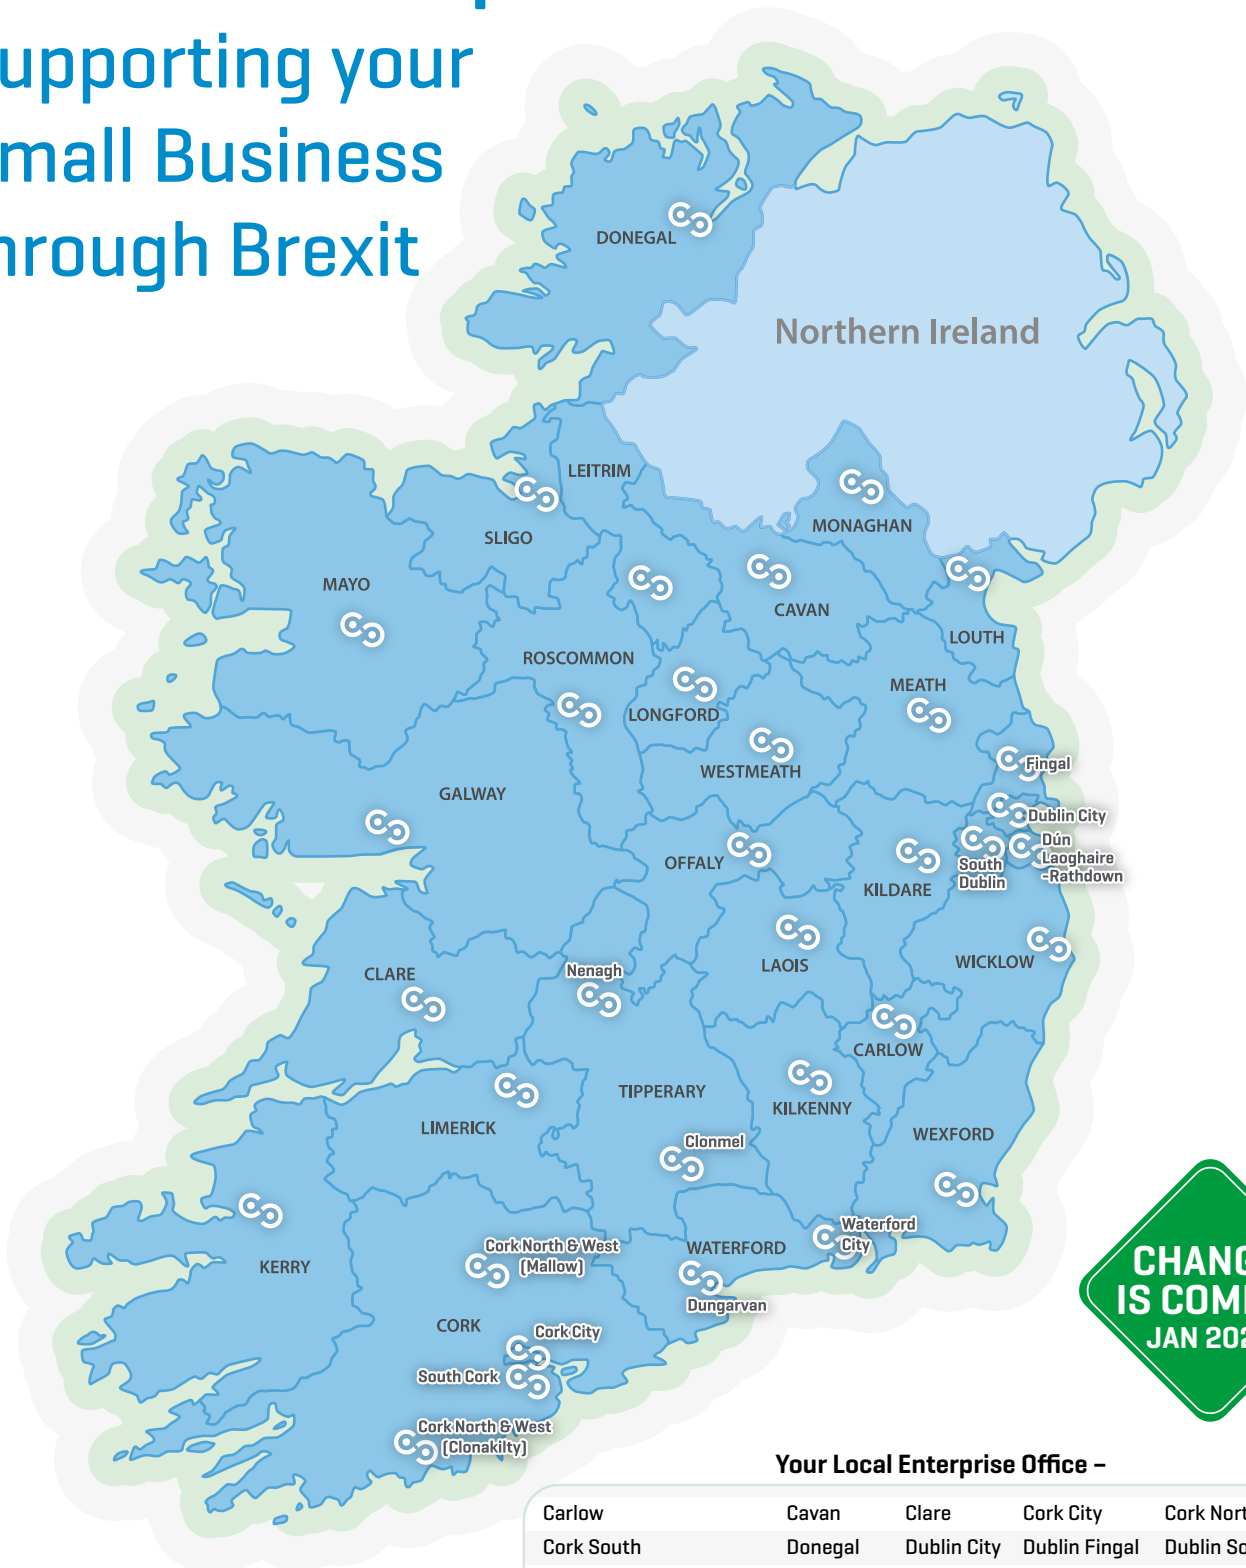 upporting your
mall Business
hrough Brexit
DONEGAL
Northern Ireland
LEITRIM
MONAGHAN
SLIGO
MAYO
CAVAN
LOUTH
ROSCOMMON
MEATH
LONGFORD
WESTMEATH
Fingal
GALWAY
Dublin City
Dún
Laoghaire
-Rathdown
OFFALY
South
Dublin
KILDARE
CLARE
Nenagh
LAOIS
WICKLOW
CARLOW
TIPPERARY
KILKENNY
LIMERICK
WEXFORD
Clonmel
Waterford
City
Cork North & West
(Mallow)
WATERFORD
KERRY
Dungarvan
CORK
Cork City
South Cork
Cork North & West
(Clonakilty)
CHANG
IS COMI
JAN 202
Your Local Enterprise Office –
Carlow Cavan Clare Cork City Cork Nort
Cork South Donegal Dublin City Dublin Fingal Dublin So